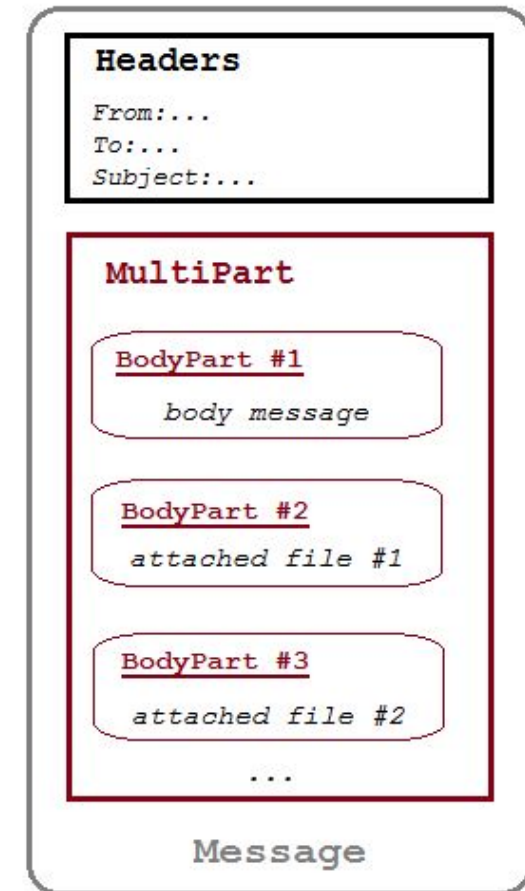 Headers
From:...
To:...
Subject:...
MultiPart
BodyPart #1
body message
BodyPart #2
attached file #1
BodyPart #3
attached file #2
...
Message